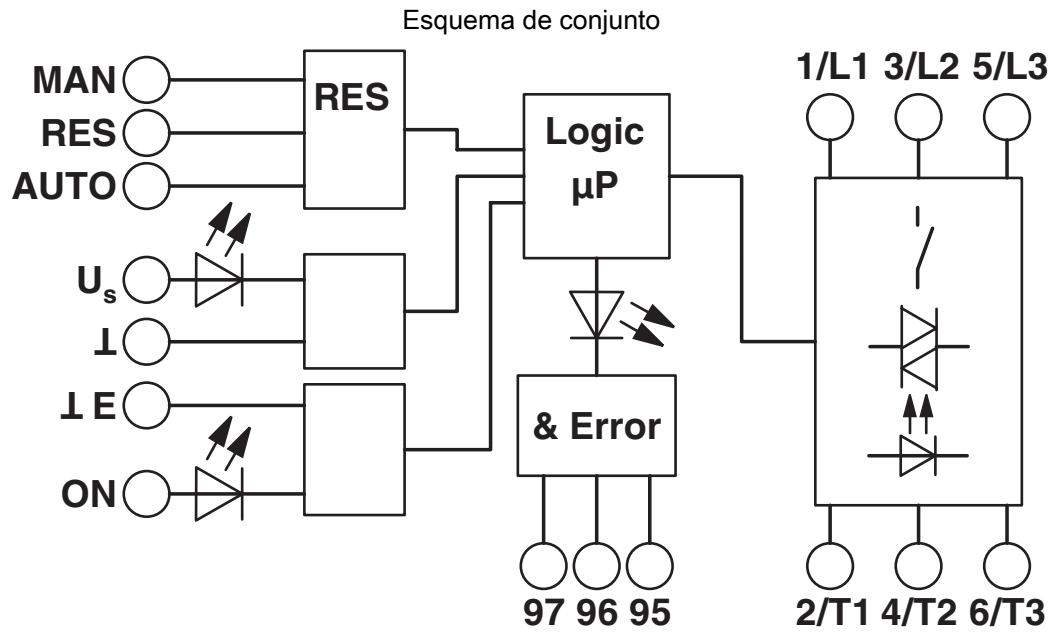 Esquema de conjunto
MAN
RES
AUTO
RES
Logic
µP
1/L1 3/L2 5/L3
Us
⊥
⊥ E
ON
& Error
97 96 95
2/T1 4/T2 6/T3